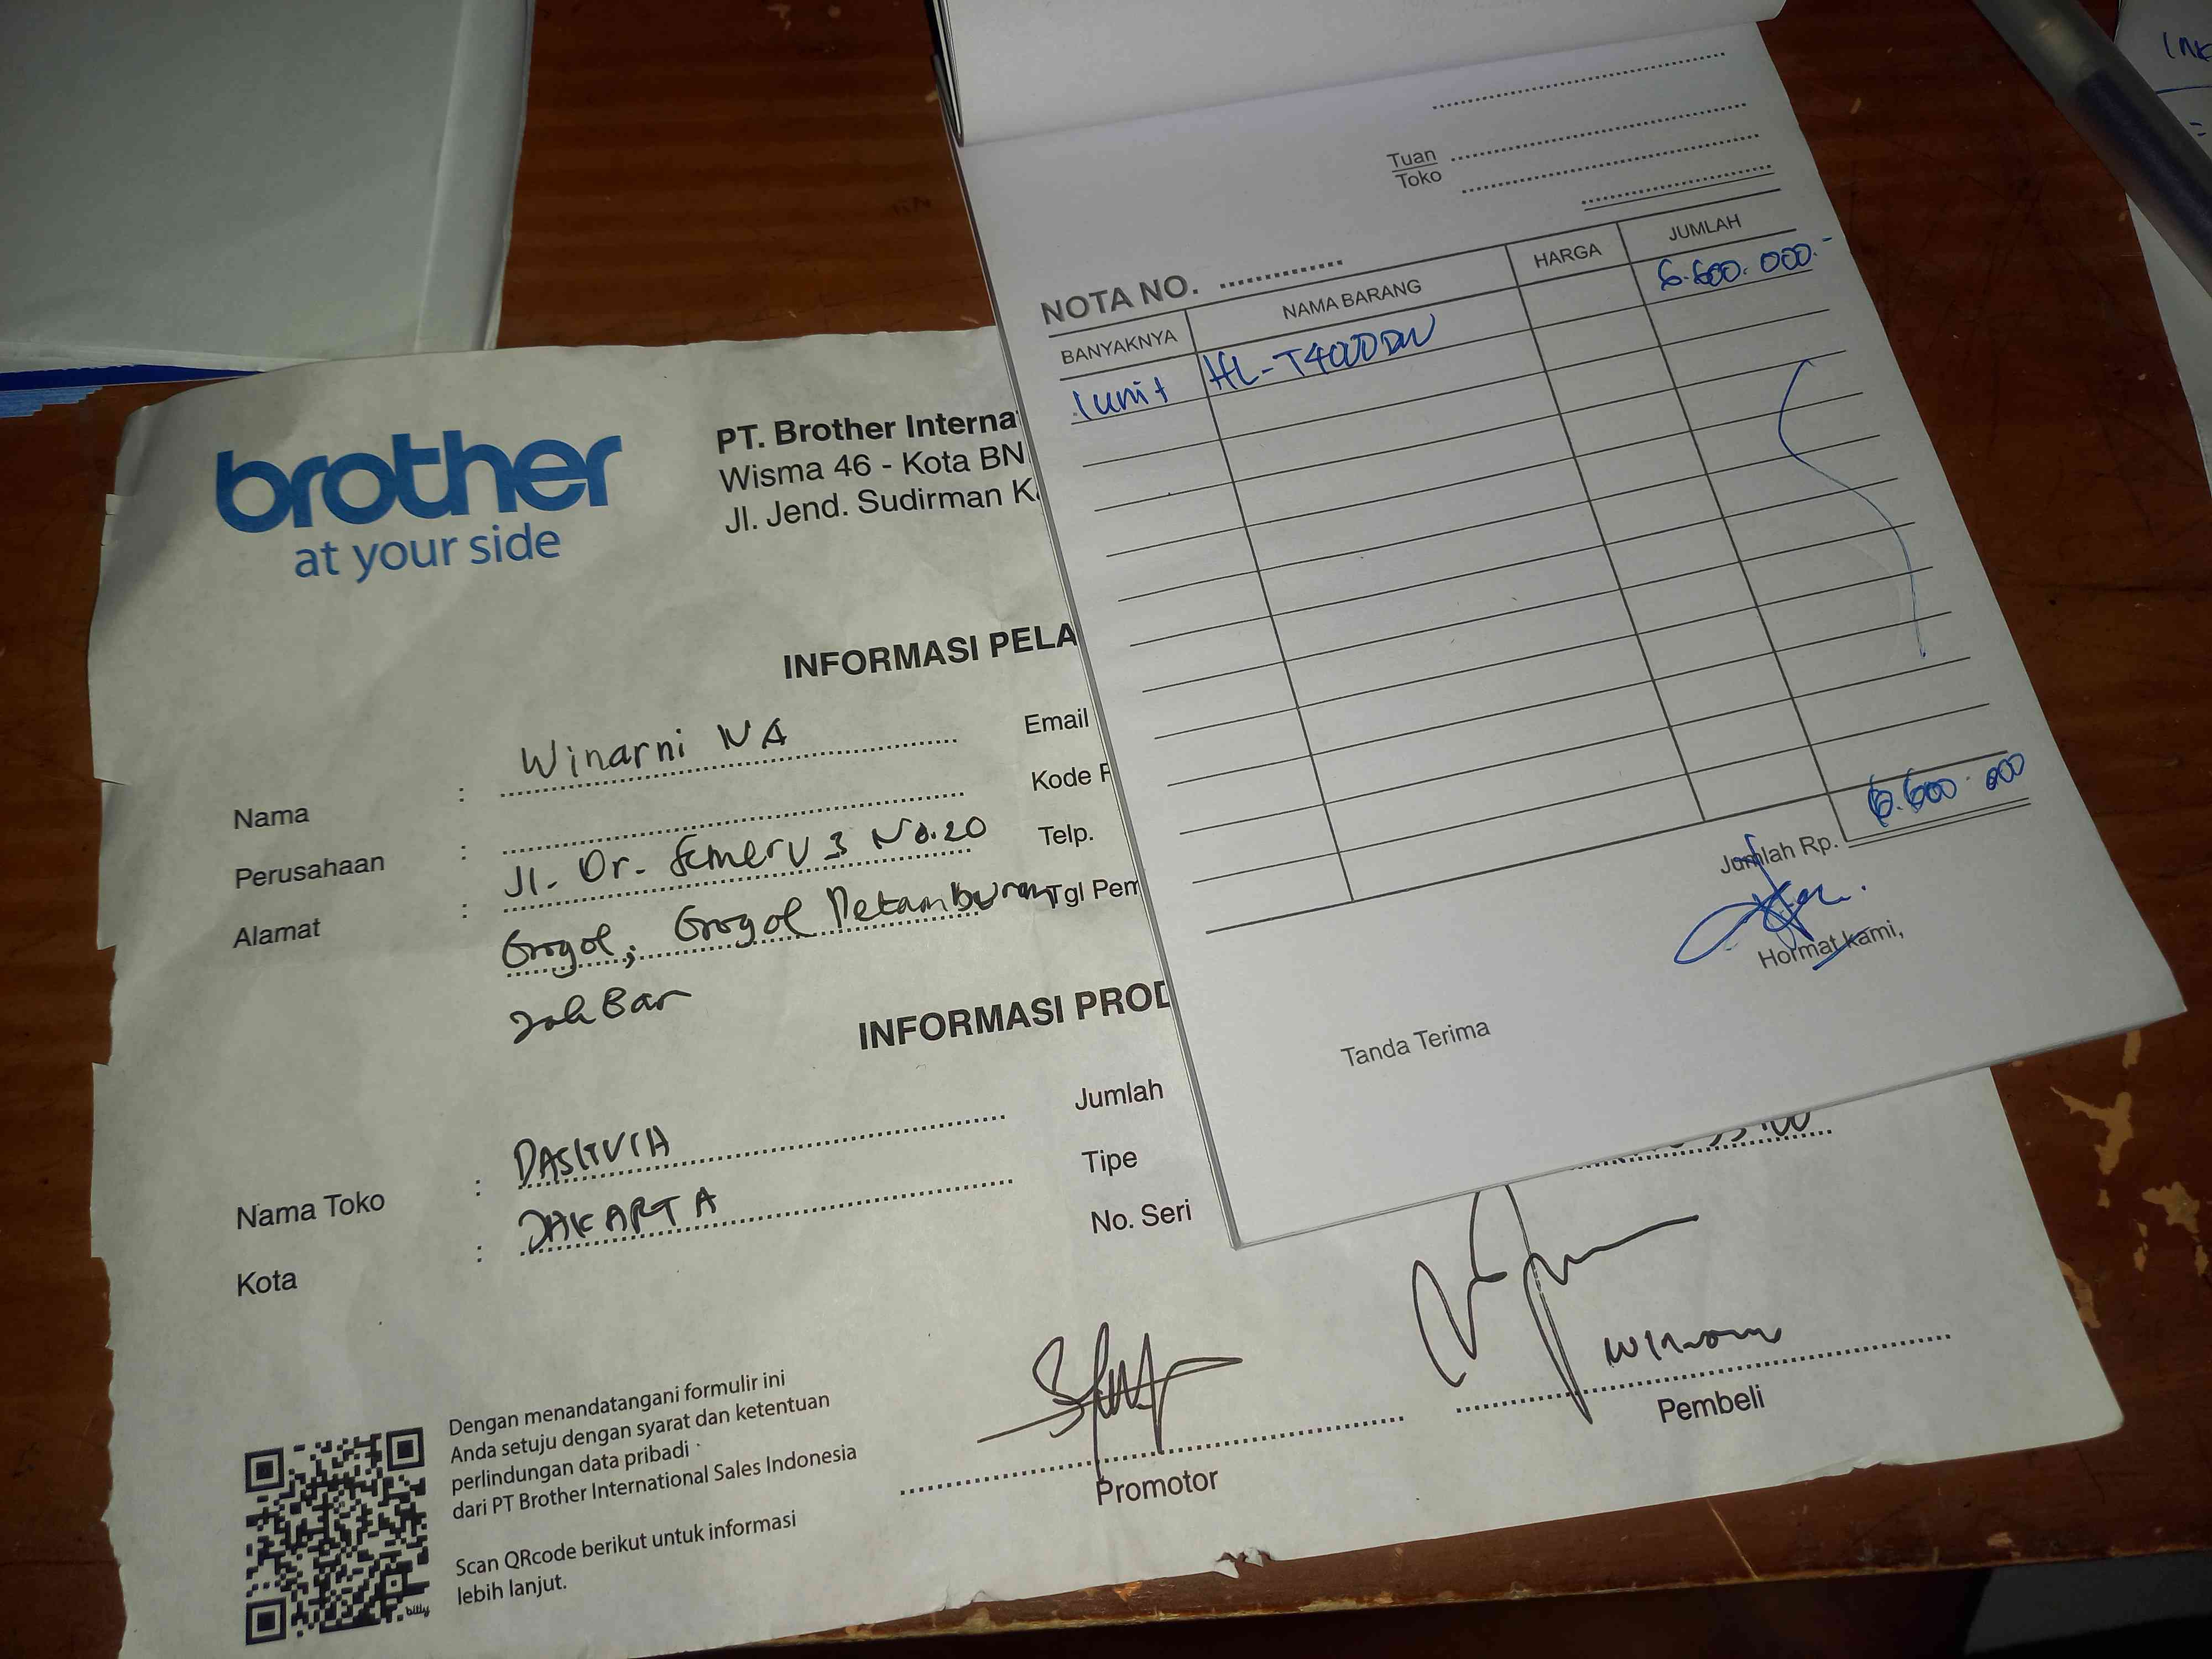 Tuan
Toko
NOTA NO.
BANYAKNYA NAMA BARANG HARGA JUMLAH
1 unit HL-T4000DW 6.600.000.-
Jumlah Rp. 6.600.000
Hormat kami,
Tanda Terima
brother
at your side
PT. Brother Interna
Wisma 46 - Kota BN
Jl. Jend. Sudirman K
INFORMASI PELA
Nama : Winarni WA
Perusahaan :
Alamat : Jl. Dr. Semeru 3 No.20
Grogol, Grogol Petamburan
Jak Bar
Email
Kode P
Telp.
Tgl Pem
INFORMASI PROD
Nama Toko : DASKVIA
Kota : JAKARTA
Jumlah
Tipe
No. Seri
Promotor
Winarni
Pembeli
Dengan menandatangani formulir ini
Anda setuju dengan syarat dan ketentuan
perlindungan data pribadi
dari PT Brother International Sales Indonesia
Scan QRcode berikut untuk informasi
lebih lanjut.
billy